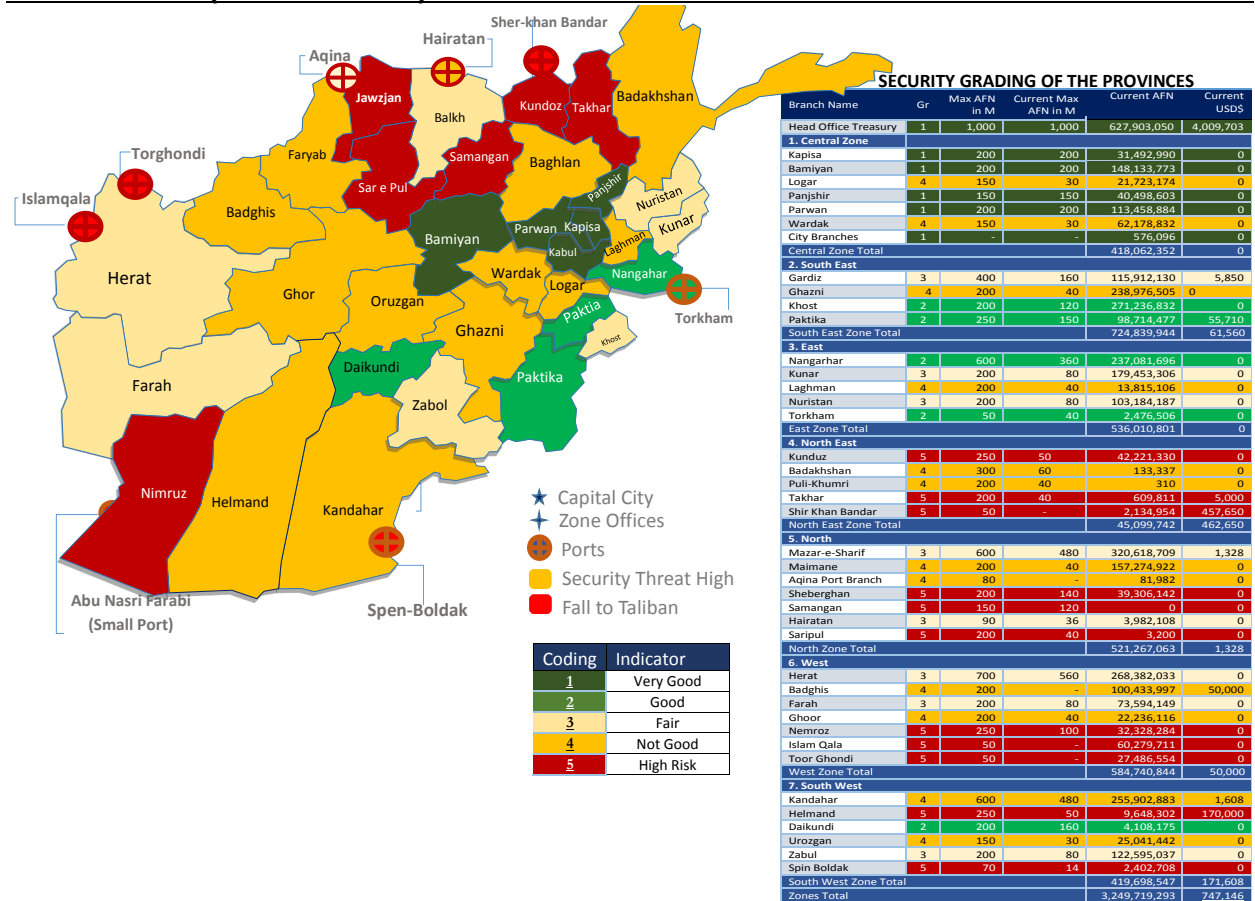 Sher-khan Bandar
Hairatan
Aqina
Jawzjan
Balkh
Kundoz
Takhar
Badakhshan
Faryab
Samangan
Baghlan
Torghondi
Sar e Pul
Panjshir
Nuristan
Islamqala
Badghis
Kunar
Bamiyan
Parwan
Kapisa
Kabul
Laghman
Herat
Wardak
Nangahar
Ghor
Oruzgan
Logar
Torkham
Ghazni
Paktia
Khost
Daikundi
Farah
Paktika
Zabol
Nimruz
Helmand
Kandahar
Abu Nasri Farabi
(Small Port)
Spen-Boldak
Capital City
Zone Offices
Ports
Security Threat High
Fall to Taliban
Coding Indicator
1 Very Good
2 Good
3 Fair
4 Not Good
5 High Risk
SECURITY GRADING OF THE PROVINCES
Branch Name Gr Max AFN in M Current Max AFN in M Current AFN Current USD$
Head Office Treasury 1 1,000 1,000 627,903,050 4,009,703
1. Central Zone
Kapisa 1 200 200 31,492,990 0
Bamiyan 1 200 200 148,133,773 0
Logar 4 150 30 21,723,174 0
Panjshir 1 150 150 40,498,603 0
Parwan 1 200 200 113,458,884 0
Wardak 4 150 30 62,178,832 0
City Branches 1 - - 576,096 0
Central Zone Total 418,062,352 0
2. South East
Gardiz 3 400 160 115,912,130 5,850
Ghazni 4 200 40 238,976,505 0
Khost 2 200 120 271,236,832 0
Paktika 2 250 150 98,714,477 55,710
South East Zone Total 724,839,944 61,560
3. East
Nangarhar 2 600 360 237,081,696 0
Kunar 3 200 80 179,453,306 0
Laghman 4 200 40 13,815,106 0
Nuristan 3 200 80 103,184,187 0
Torkham 2 50 40 2,476,506 0
East Zone Total 536,010,801 0
4. North East
Kunduz 5 250 50 42,221,330 0
Badakhshan 4 300 60 133,337 0
Puli-Khumri 4 200 40 310 0
Takhar 5 200 40 609,811 5,000
Shir Khan Bandar 5 50 - 2,134,954 457,650
North East Zone Total 45,099,742 462,650
5. North
Mazar-e-Sharif 3 600 480 320,618,709 1,328
Maimane 4 200 40 157,274,922 0
Aqina Port Branch 4 80 - 81,982 0
Sheberghan 5 200 140 39,306,142 0
Samangan 5 150 120 0 0
Hairatan 3 90 36 3,982,108 0
Saripul 5 200 40 3,200 0
North Zone Total 521,267,063 1,328
6. West
Herat 3 700 560 268,382,033 0
Badghis 4 200 - 100,433,997 50,000
Farah 3 200 80 73,594,149 0
Ghoor 4 200 40 22,236,116 0
Nemroz 5 250 100 32,328,284 0
Islam Qala 5 50 - 60,279,711 0
Toor Ghondi 5 50 - 27,486,554 0
West Zone Total 584,740,844 50,000
7. South West
Kandahar 4 600 480 255,902,883 1,608
Helmand 5 250 50 9,648,302 170,000
Daikundi 2 200 160 4,108,175 0
Urozgan 4 150 30 25,041,442 0
Zabul 3 200 80 122,595,037 0
Spin Boldak 5 70 14 2,402,708 0
South West Zone Total 419,698,547 171,608
Zones Total 3,249,719,293 747,146